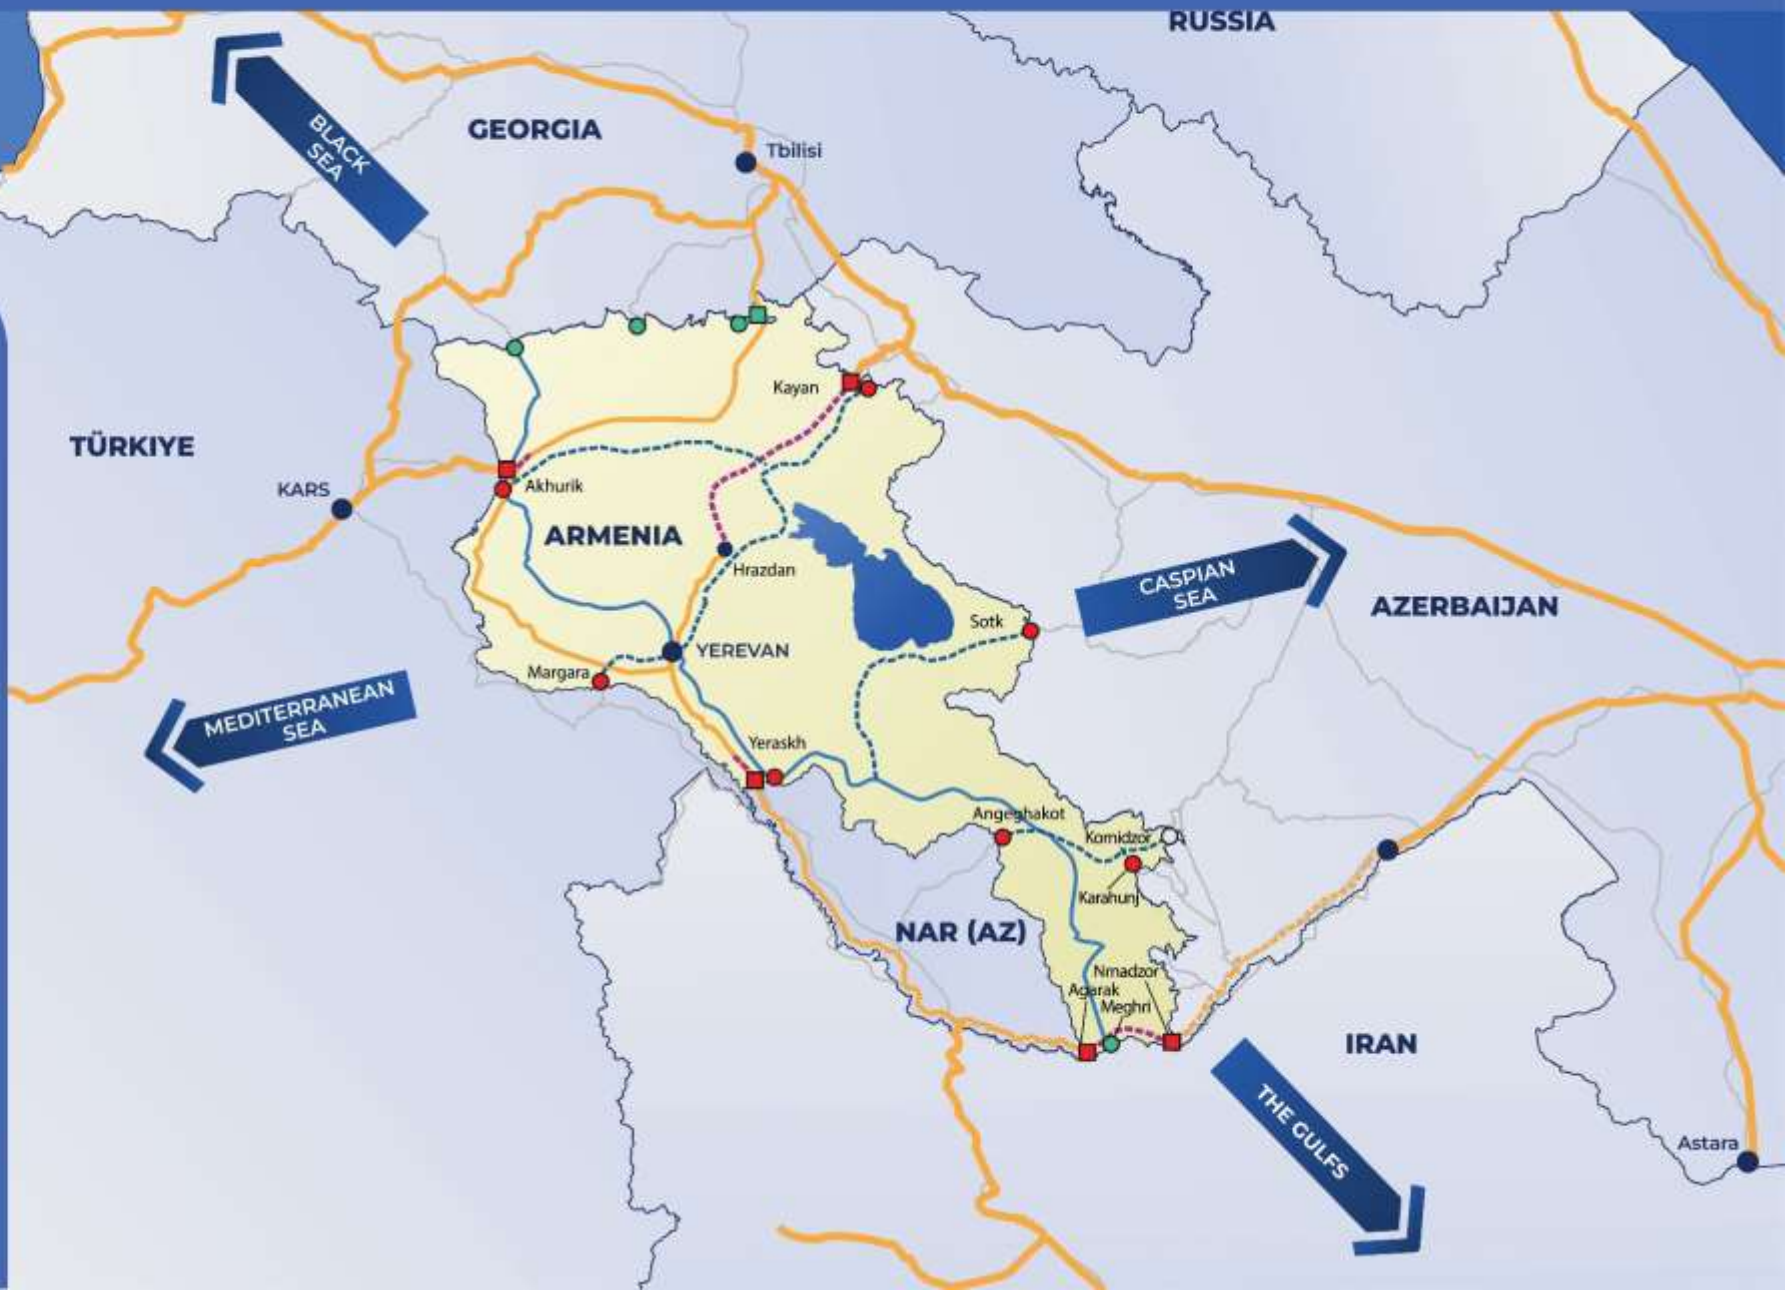 RUSSIA
BLACK
SEA
GEORGIA
Tbilisi
Kayan
TÜRKIYE
KARS
Akhurik
ARMENIA
Hrazdan
CASPIAN
SEA
AZERBAIJAN
Sotk
YEREVAN
Margara
MEDITERRANEAN
SEA
Yeraskh
Angeghakot
Kornidzor
Karahunj
NAR (AZ)
Nrnadzor
Agarak
Meghri
IRAN
THE GULFS
Astara